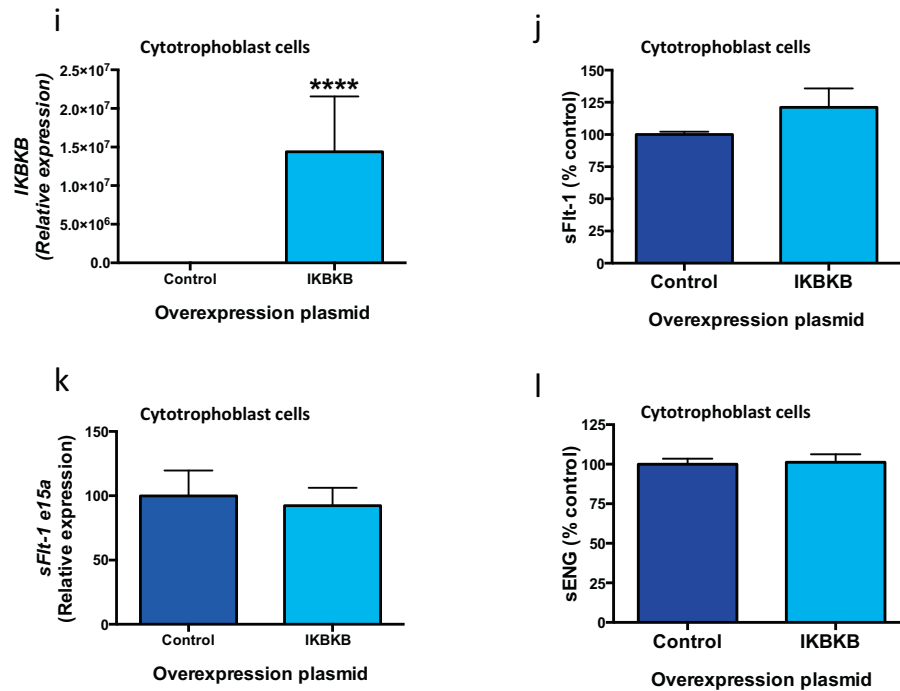 i
Cytotrophoblast cells
IKBKB
(Relative expression)
2.5×10⁷
2.0×10⁷
1.5×10⁷
1.0×10⁷
5.0×10⁶
0.0
****
Control
IKBKB
Overexpression plasmid
j
Cytotrophoblast cells
sFlt-1 (% control)
150
125
100
75
50
25
0
Control
IKBKB
Overexpression plasmid
k
Cytotrophoblast cells
sFlt-1 e15a
(Relative expression)
150
100
50
0
Control
IKBKB
Overexpression plasmid
l
Cytotrophoblast cells
sENG (% control)
125
100
75
50
25
0
Control
IKBKB
Overexpression plasmid